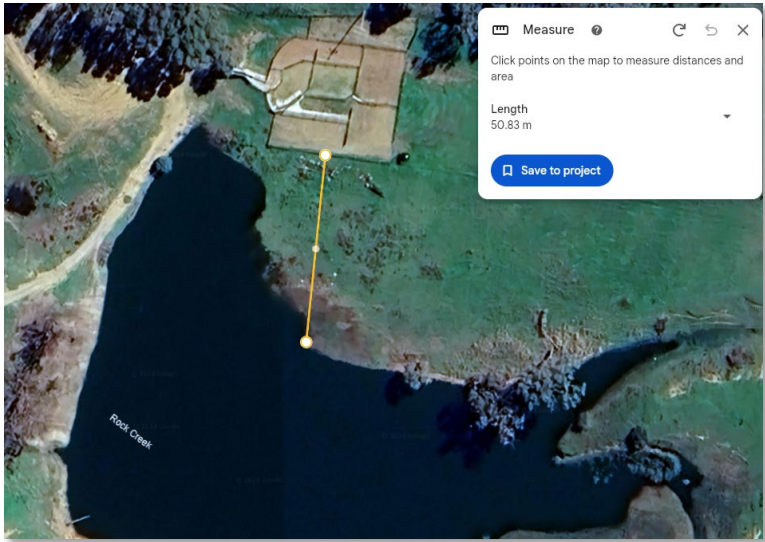 Measure
Click points on the map to measure distances and
area
Length
50.83 m
Save to project
Rock Creek